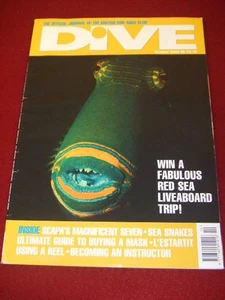 THE OFFICIAL JOURNAL OF THE BRITISH SUB-AQUA CLUB
DiVE
WIN A
FABULOUS
RED SEA
LIVEABOARD
TRIP!
INSIDE: SCAPA'S MAGNIFICENT SEVEN • SEA SNAKES
ULTIMATE GUIDE TO BUYING A MASK • L'ESTARTIT
USING A REEL • BECOMING AN INSTRUCTOR